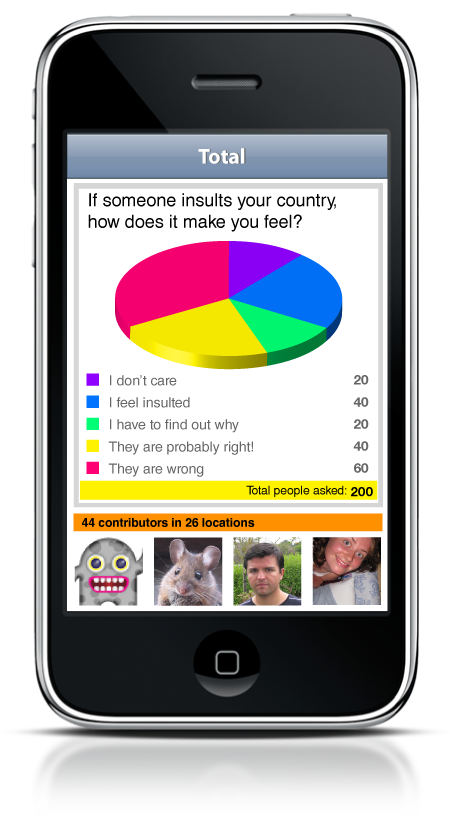 Total
If someone insults your country,
how does it make you feel?
I don't care 20
I feel insulted 40
I have to find out why 20
They are probably right! 40
They are wrong 60
Total people asked: 200
44 contributors in 26 locations